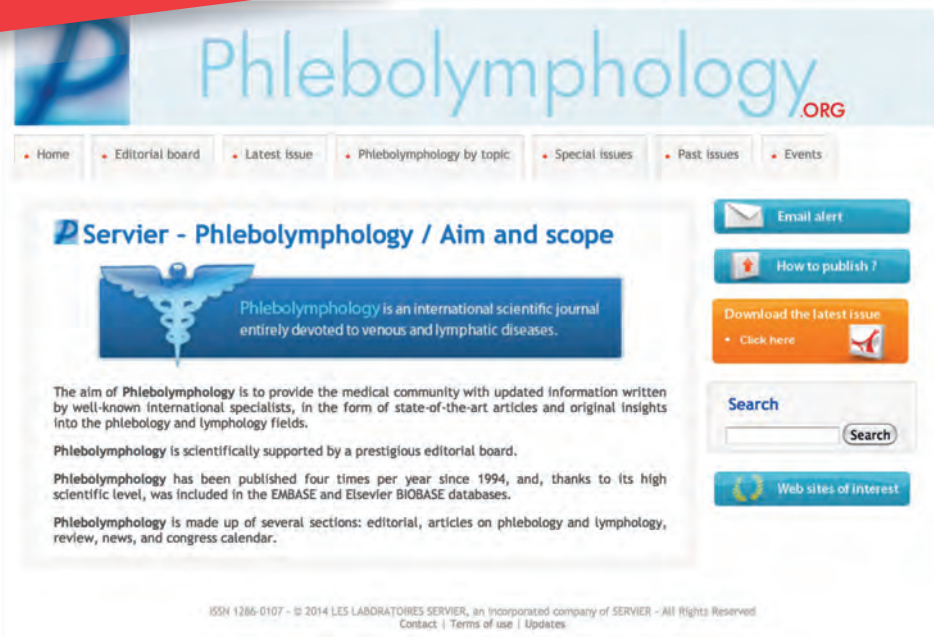 Phlebolymphology
.ORG
Home
Editorial board
Latest issue
Phlebolymphology by topic
Special issues
Past issues
Events
Servier - Phlebolymphology / Aim and scope
Phlebolymphology is an international scientific journal
entirely devoted to venous and lymphatic diseases.
The aim of Phlebolymphology is to provide the medical community with updated information written
by well-known international specialists, in the form of state-of-the-art articles and original insights
into the phlebology and lymphology fields.
Phlebolymphology is scientifically supported by a prestigious editorial board.
Phlebolymphology has been published four times per year since 1994, and, thanks to its high
scientific level, was included in the EMBASE and Elsevier BIOBASE databases.
Phlebolymphology is made up of several sections: editorial, articles on phlebology and lymphology,
review, news, and congress calendar.
Email alert
How to publish ?
Download the latest issue
Click here
Search
Search
Web sites of interest
ISSN 1286-0107 - © 2014 LES LABORATOIRES SERVIER, an incorporated company of SERVIER - All Rights Reserved
Contact | Terms of use | Updates